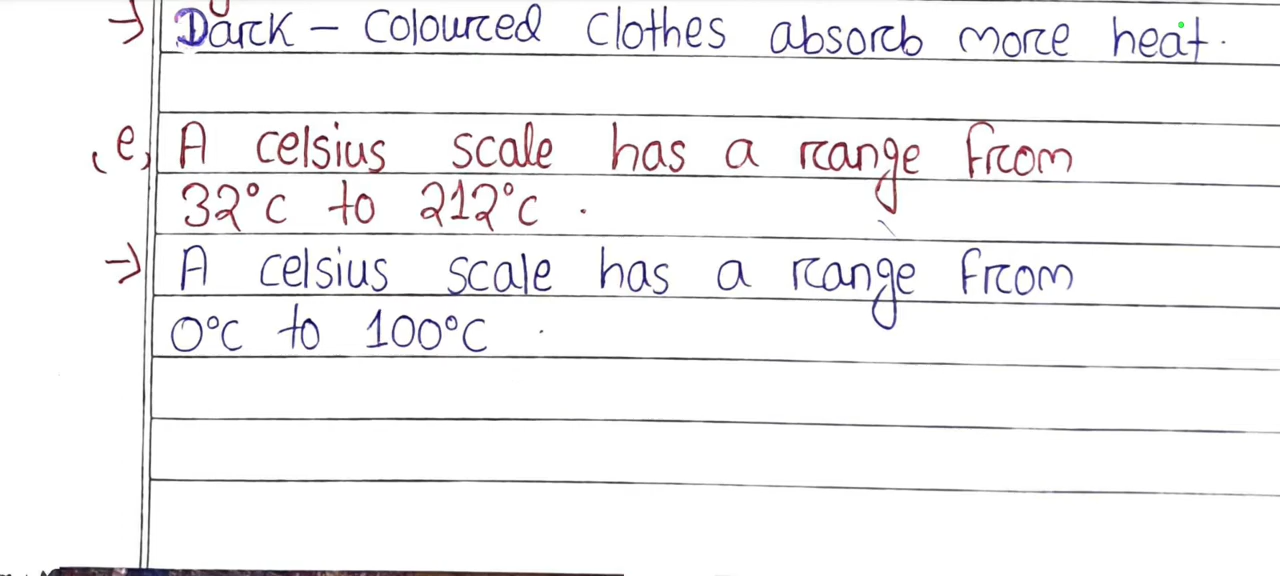 → Dark - Coloured clothes absorb more heat.
(e) A celsius scale has a range from
32°C to 212°C .
→ A celsius scale has a range from
0°C to 100°C .